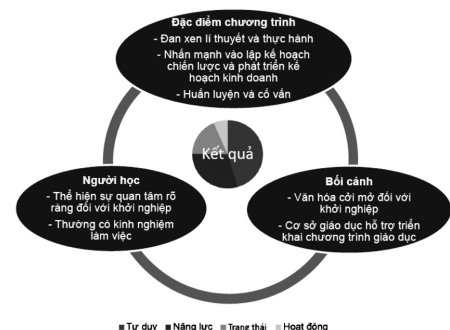 Đặc điểm chương trình
- Đan xen lí thuyết và thực hành
- Nhấn mạnh vào lập kế hoạch
chiến lược và phát triển kế
hoạch kinh doanh
- Huấn luyện và cố vấn
Kết quả
Người học
- Thể hiện sự quan tâm rõ
ràng đối với khởi nghiệp
- Thường có kinh nghiệm
làm việc
Bối cảnh
- Văn hóa cởi mở đối với
khởi nghiệp
- Cơ sở giáo dục hỗ trợ triển
khai chương trình giáo dục
Tư duy Năng lực Trạng thái Hoạt động